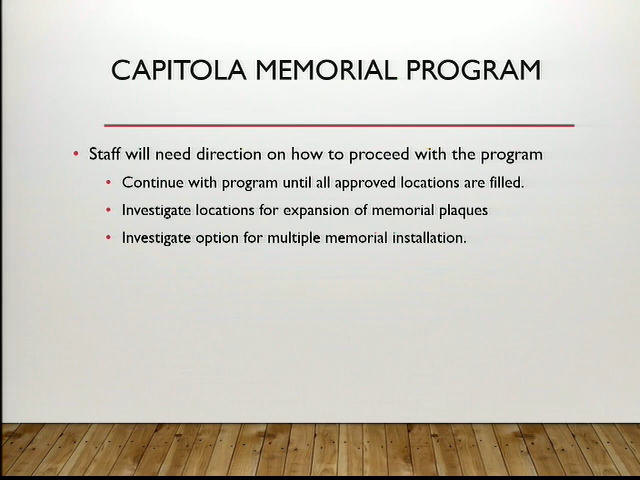 CAPITOLA MEMORIAL PROGRAM
• Staff will need direction on how to proceed with the program
• Continue with program until all approved locations are filled.
• Investigate locations for expansion of memorial plaques
• Investigate option for multiple memorial installation.